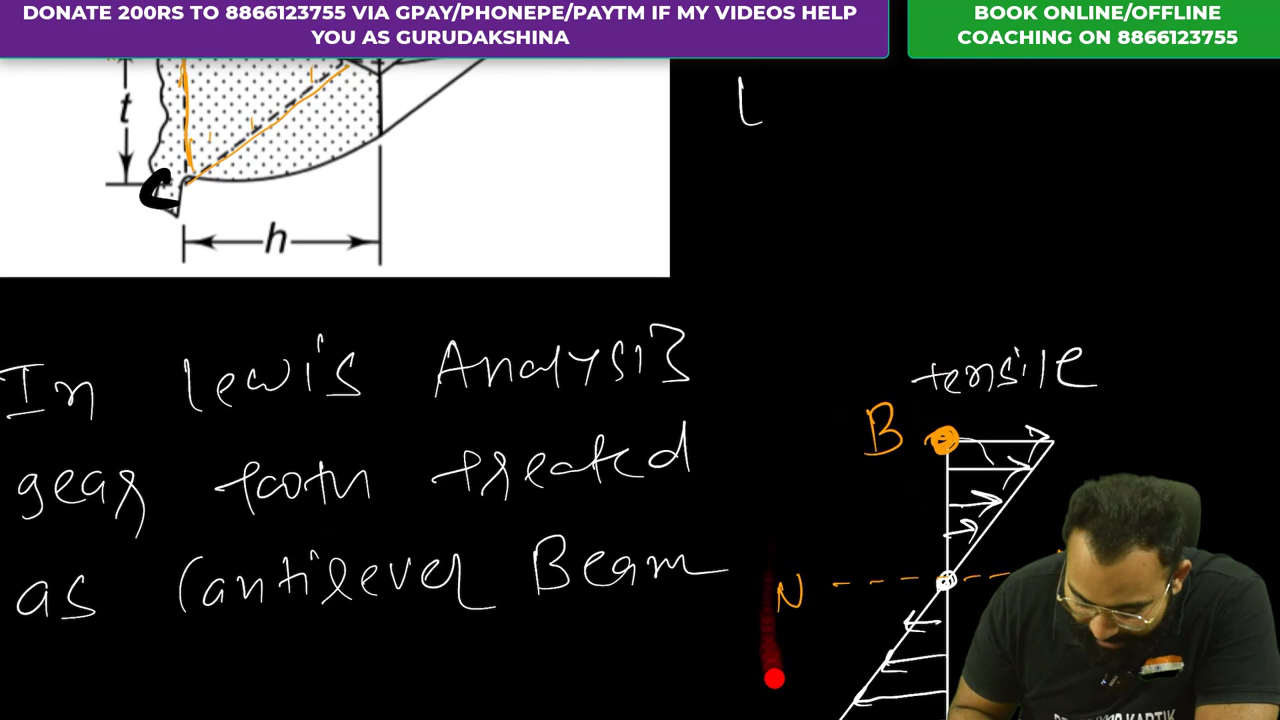 DONATE 200RS TO 8866123755 VIA GPAY/PHONEPE/PAYTM IF MY VIDEOS HELP
YOU AS GURUDAKSHINA
BOOK ONLINE/OFFLINE
COACHING ON 8866123755
t
C
h
In Lewis Analysis
gear tooth treated
as Cantilever Beam
tensile
B
N